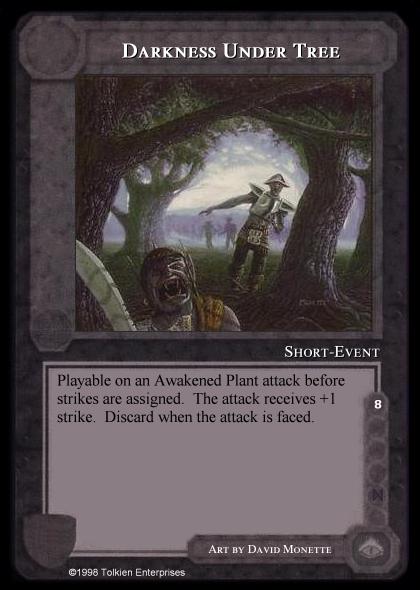 Darkness Under Tree
Short-Event
Playable on an Awakened Plant attack before
strikes are assigned.  The attack receives +1
strike.  Discard when the attack is faced.
8
Art by David Monette
©1998 Tolkien Enterprises